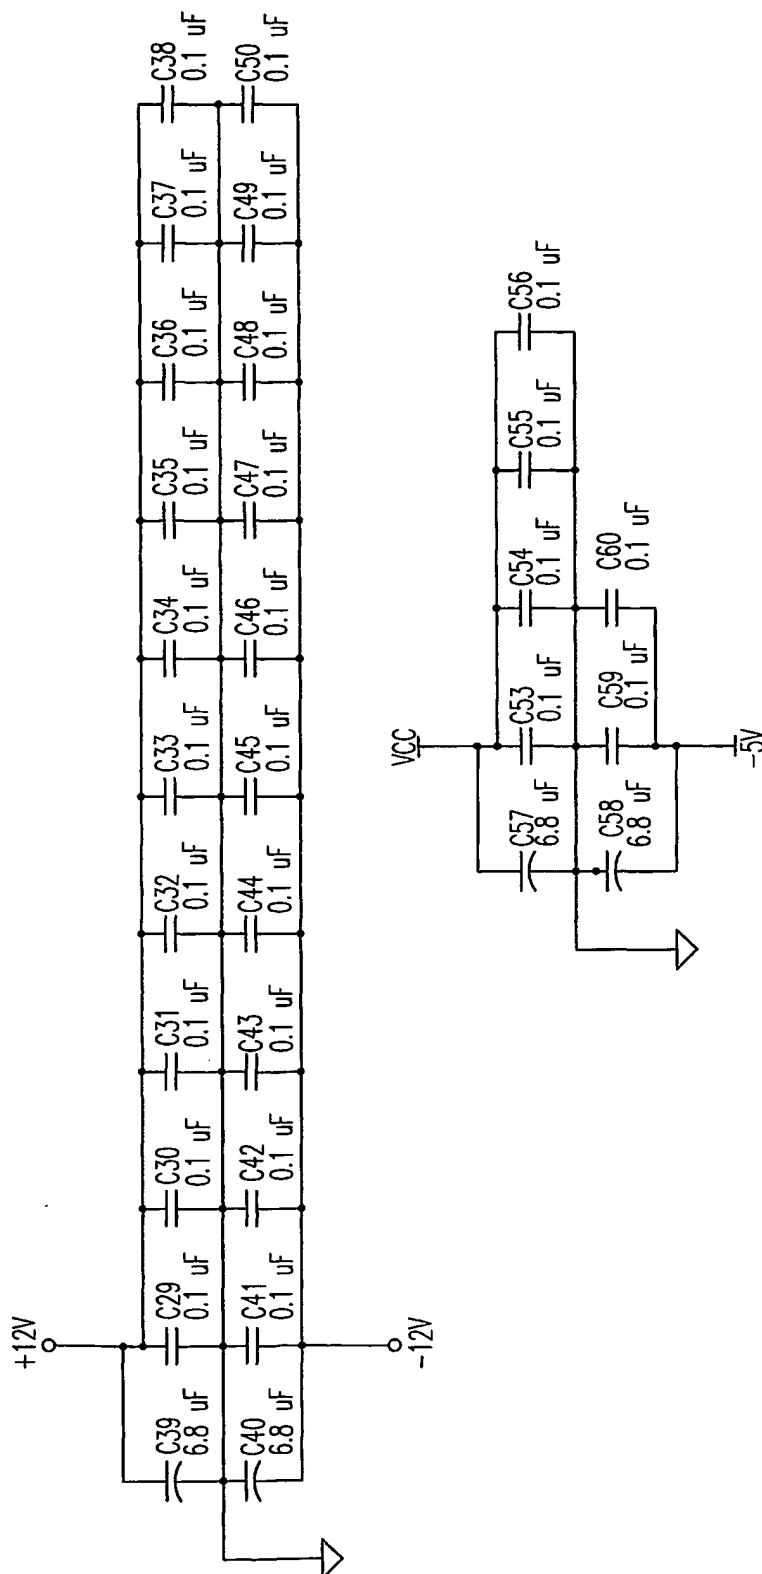 +12V
C39
6.8 uF
C29
0.1 uF
C30
0.1 uF
C31
0.1 uF
C32
0.1 uF
C33
0.1 uF
C34
0.1 uF
C35
0.1 uF
C36
0.1 uF
C37
0.1 uF
C38
0.1 uF
C40
6.8 uF
C41
0.1 uF
C42
0.1 uF
C43
0.1 uF
C44
0.1 uF
C45
0.1 uF
C46
0.1 uF
C47
0.1 uF
C48
0.1 uF
C49
0.1 uF
C50
0.1 uF
-12V
VCC
C57
6.8 uF
C53
0.1 uF
C54
0.1 uF
C55
0.1 uF
C56
0.1 uF
C58
6.8 uF
C59
0.1 uF
C60
0.1 uF
-5V